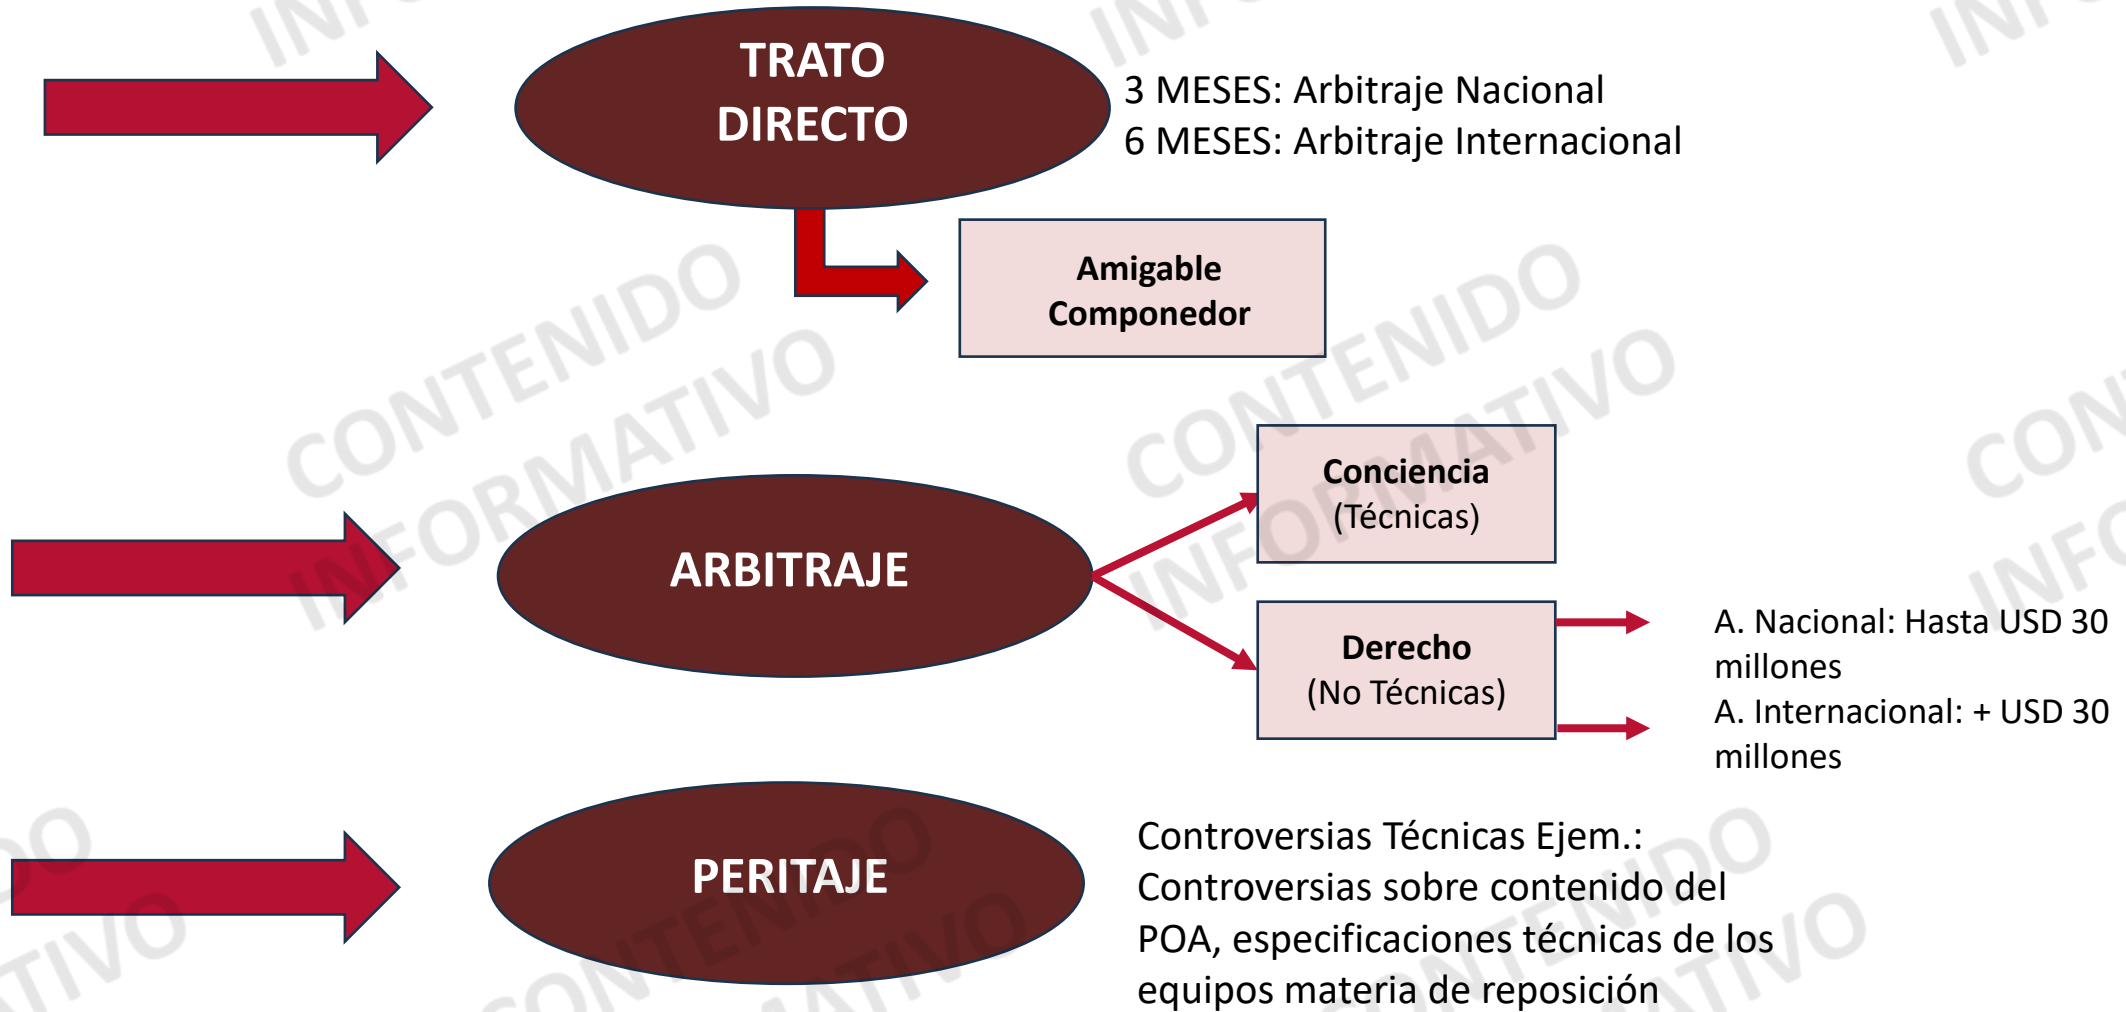 TRATO
DIRECTO
3 MESES: Arbitraje Nacional
6 MESES: Arbitraje Internacional
Amigable
Componedor
CONTENIDO
INFORMATIVO
CONTENIDO
INFORMATIVO
Conciencia
(Técnicas)
ARBITRAJE
Derecho
(No Técnicas)
A. Nacional: Hasta USD 30
millones
A. Internacional: + USD 30
millones
PERITAJE
Controversias Técnicas Ejem.:
Controversias sobre contenido del
POA, especificaciones técnicas de los
equipos materia de reposición